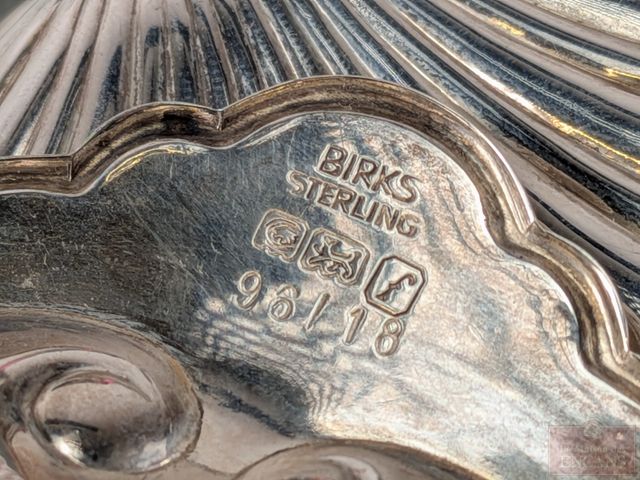 BIRKS
STERLING
f
96/18